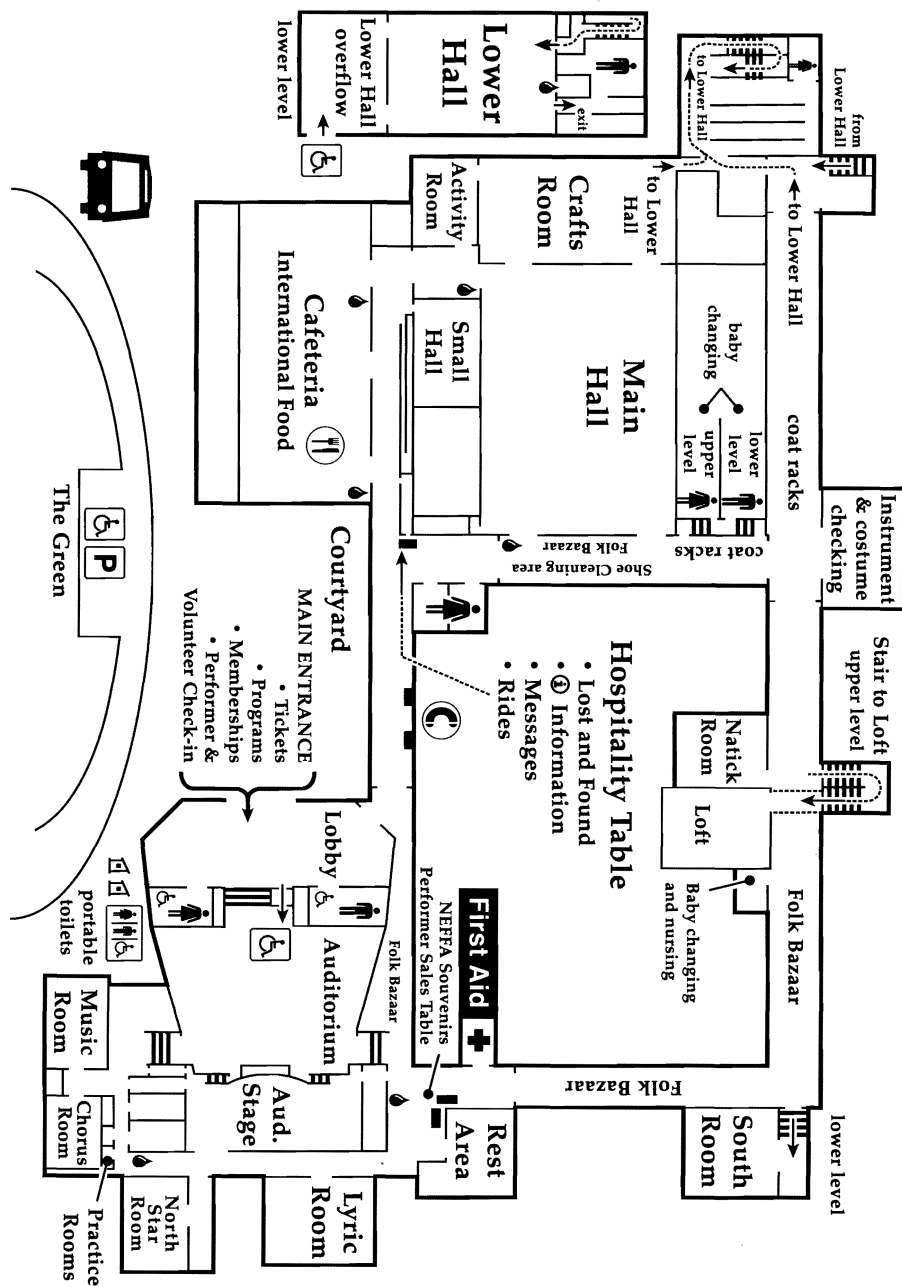 Lower
Hall
Lower Hall
overflow
lower level
exit
from
Lower Hall
to Lower Hall
to Lower Hall
to Lower
Hall
Crafts
Room
Activity
Room
coat racks
baby
changing
lower
level
upper
level
Main
Hall
Small
Hall
Cafeteria
International Food
Instrument
& costume
checking
coat racks
Folk Bazaar
Shoe Cleaning area
Stair to Loft
upper level
Natick
Room
Loft
Baby changing
and nursing
Folk Bazaar
Hospitality Table
• Lost and Found
• i Information
• Messages
• Rides
Courtyard
MAIN ENTRANCE
• Tickets
• Programs
• Memberships
• Performer &
Volunteer Check-in
The Green
P
Lobby
portable
toilets
Auditorium
Folk Bazaar
NEFFA Souvenirs
Performer Sales Table
First Aid
Folk Bazaar
Aud.
Stage
Music
Room
Chorus
Room
Practice
Rooms
North
Star
Room
Lyric
Room
Rest
Area
South
Room
lower level